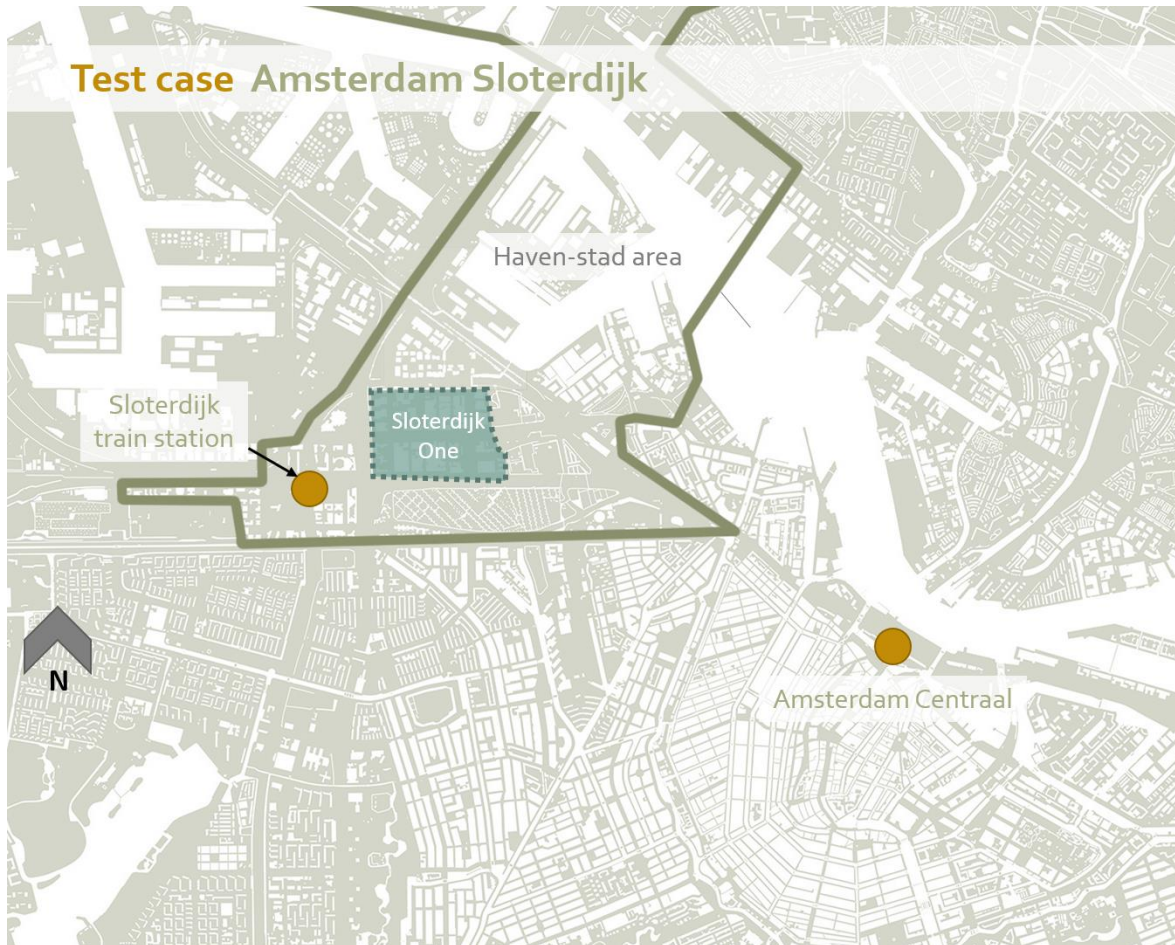 Test case Amsterdam Sloterdijk
Haven-stad area
Sloterdijk
train station
Sloterdijk
One
N
Amsterdam Centraal